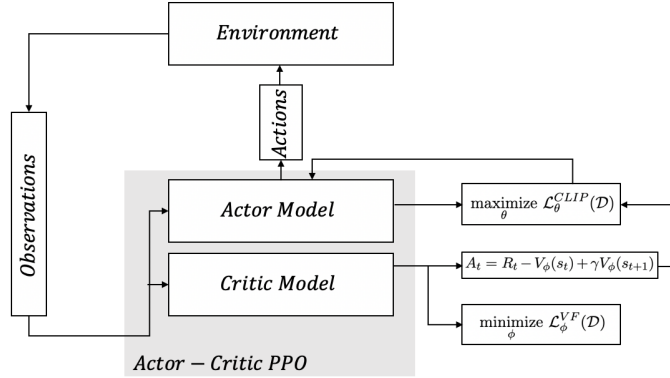 Environment
Actions
Observations
Actor Model
maximize_θ ℒ_θ^{CLIP}(𝒟)
Critic Model
A_t = R_t − V_ϕ(s_t) + γV_ϕ(s_{t+1})
minimize_ϕ ℒ_ϕ^{VF}(𝒟)
Actor − Critic PPO